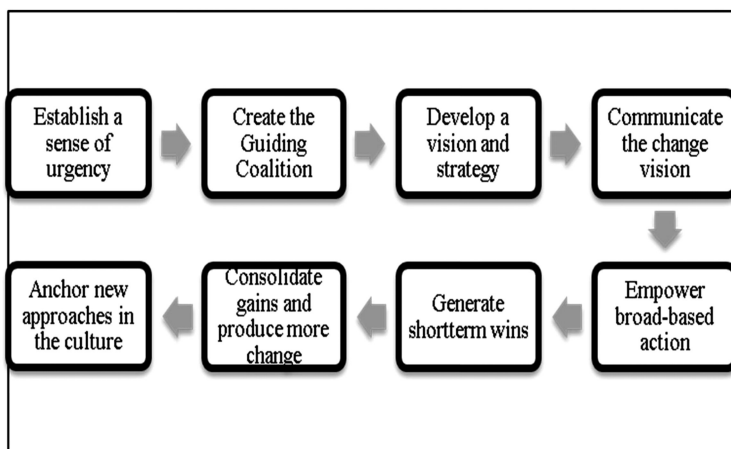 Establish a
sense of
urgency
Create the
Guiding
Coalition
Develop a
vision and
strategy
Communicate
the change
vision
Empower
broad-based
action
Generate
shortterm wins
Consolidate
gains and
produce more
change
Anchor new
approaches in
the culture